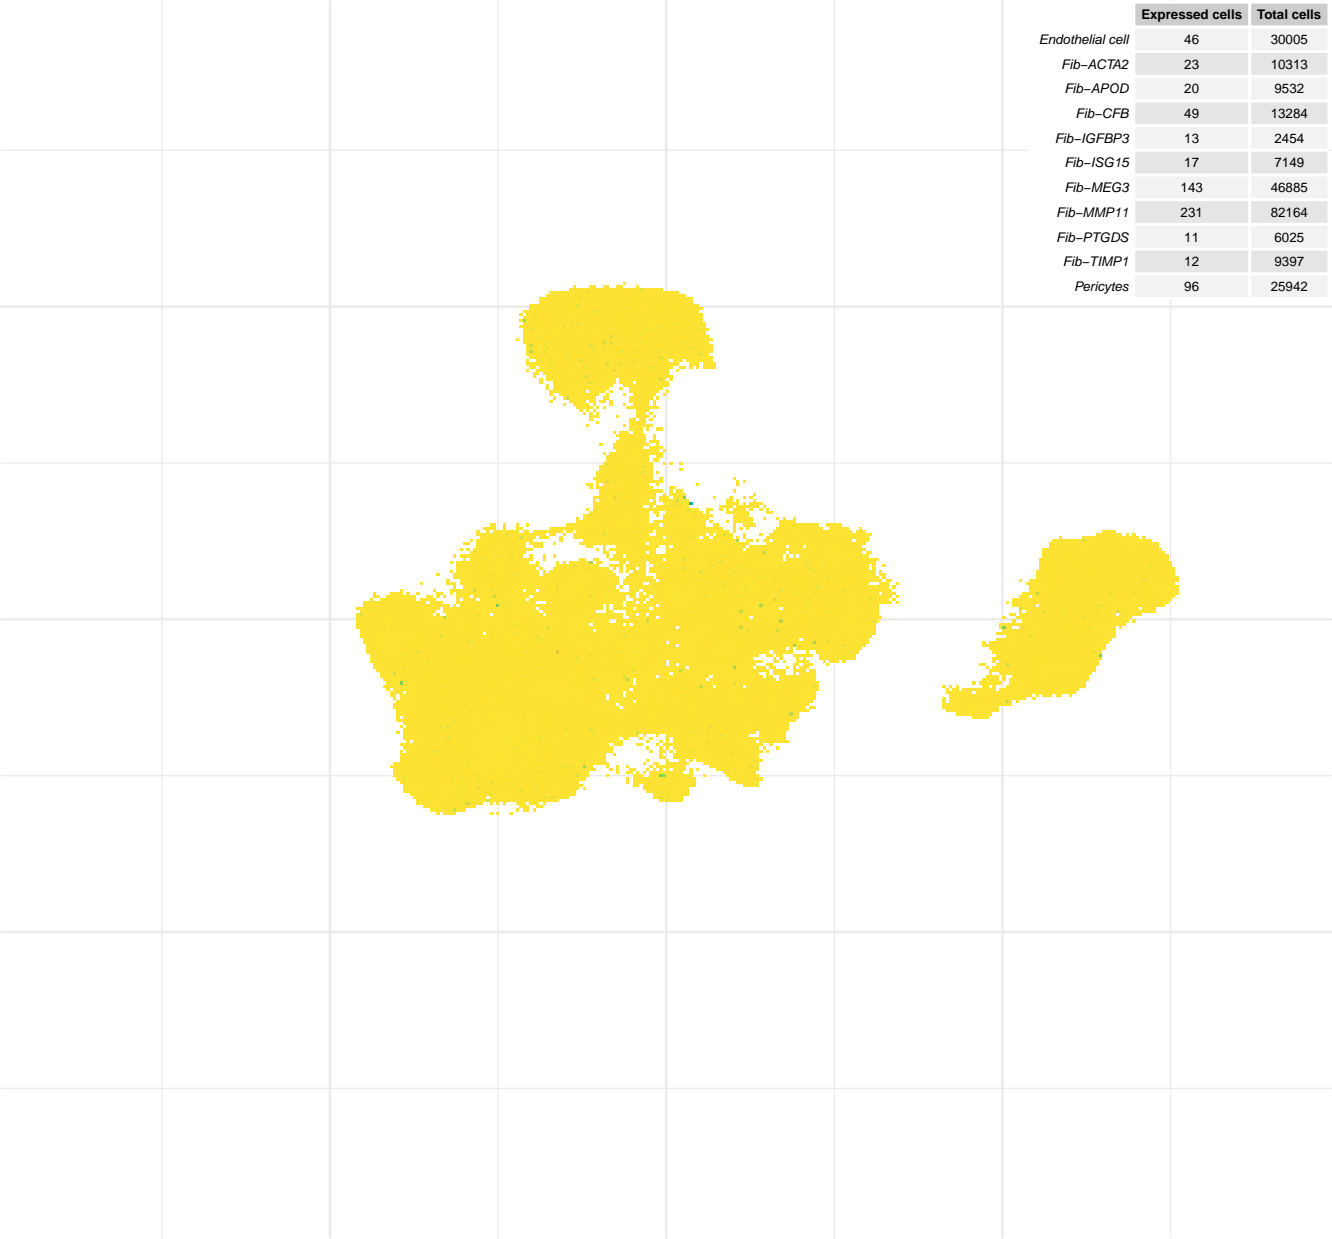 Expressed cells Total cells
Endothelial cell 46 30005
Fib−ACTA2 23 10313
Fib−APOD 20 9532
Fib−CFB 49 13284
Fib−IGFBP3 13 2454
Fib−ISG15 17 7149
Fib−MEG3 143 46885
Fib−MMP11 231 82164
Fib−PTGDS 11 6025
Fib−TIMP1 12 9397
Pericytes 96 25942